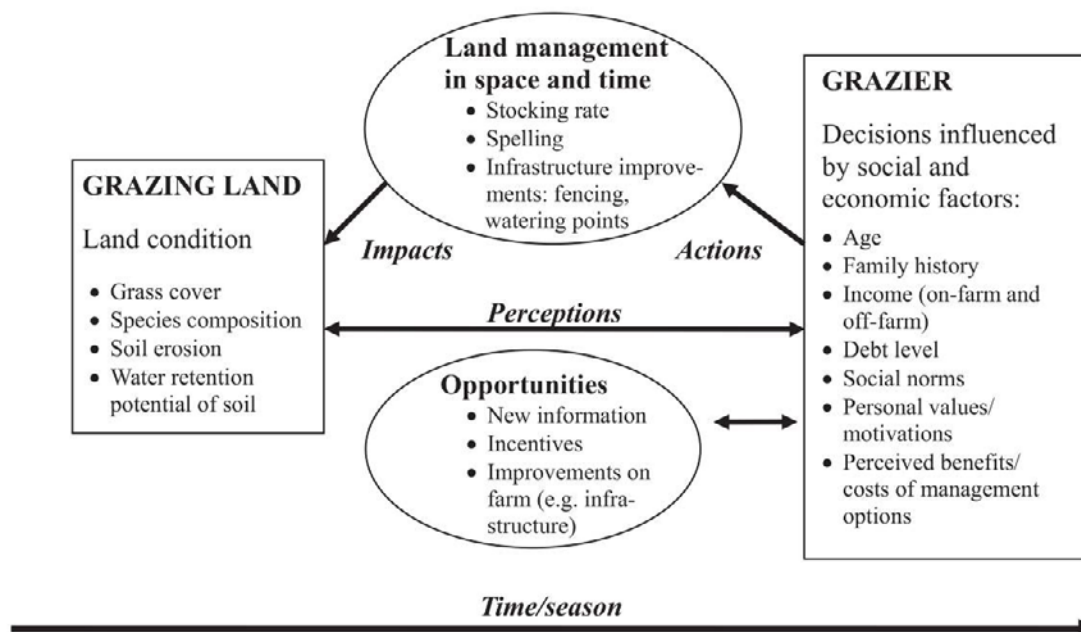 Land management
in space and time
• Stocking rate
• Spelling
• Infrastructure improve-
ments: fencing,
watering points
GRAZING LAND
Land condition
• Grass cover
• Species composition
• Soil erosion
• Water retention
potential of soil
Impacts
Actions
Perceptions
Opportunities
• New information
• Incentives
• Improvements on
farm (e.g. infra-
structure)
GRAZIER
Decisions influenced
by social and
economic factors:
• Age
• Family history
• Income (on-farm and
off-farm)
• Debt level
• Social norms
• Personal values/
motivations
• Perceived benefits/
costs of management
options
Time/season